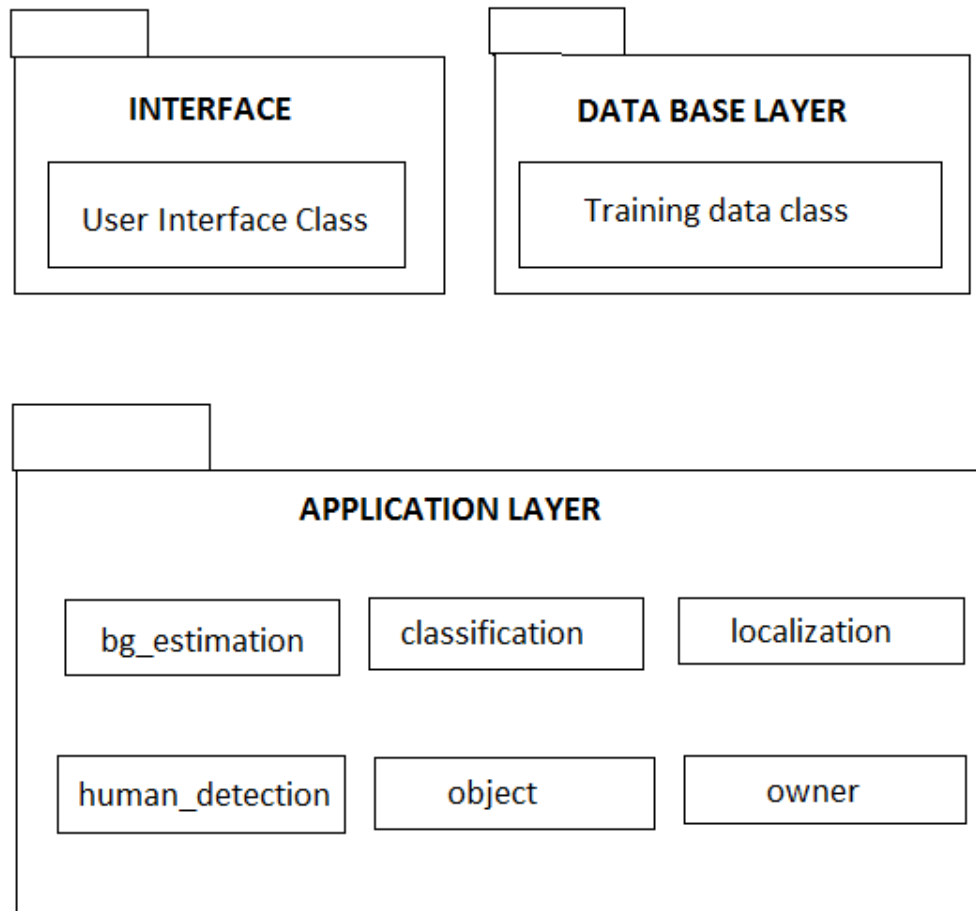 INTERFACE
User Interface Class
DATA BASE LAYER
Training data class
APPLICATION LAYER
bg_estimation
classification
localization
human_detection
object
owner